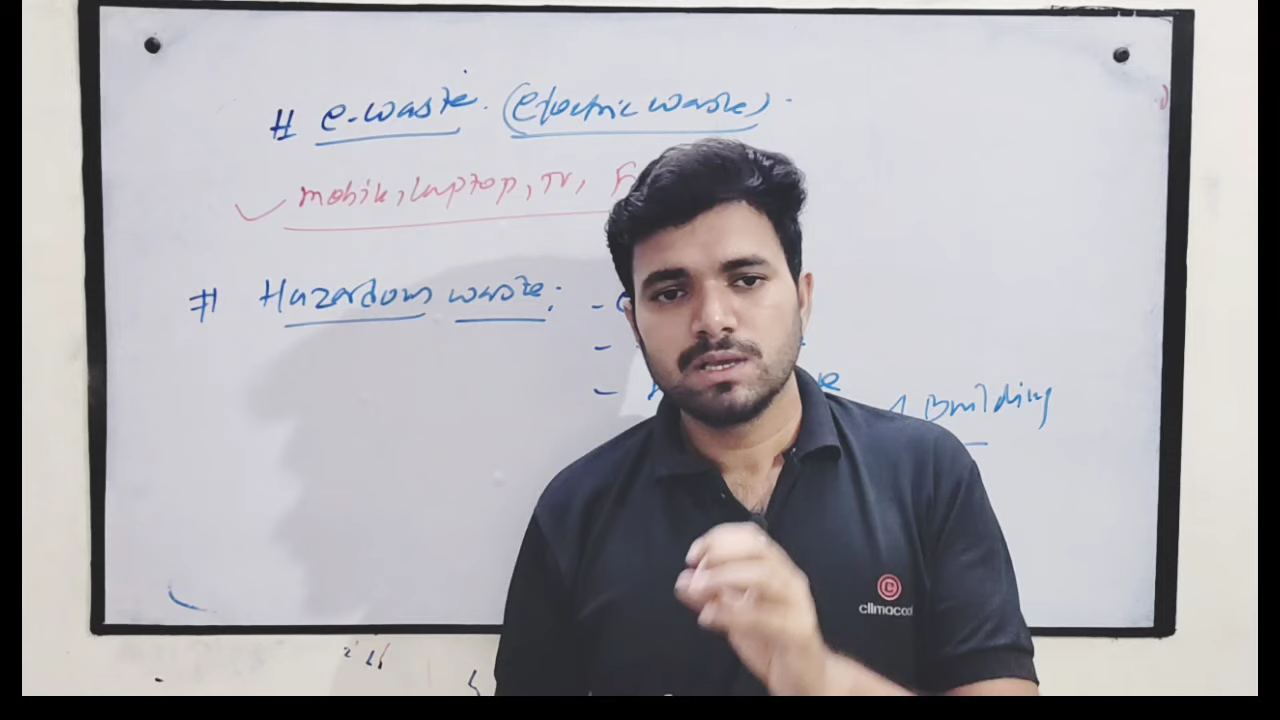 # e-waste. (electric waste).
mobile, laptop, TV, F
# Hazardous waste: -
Building
climacool